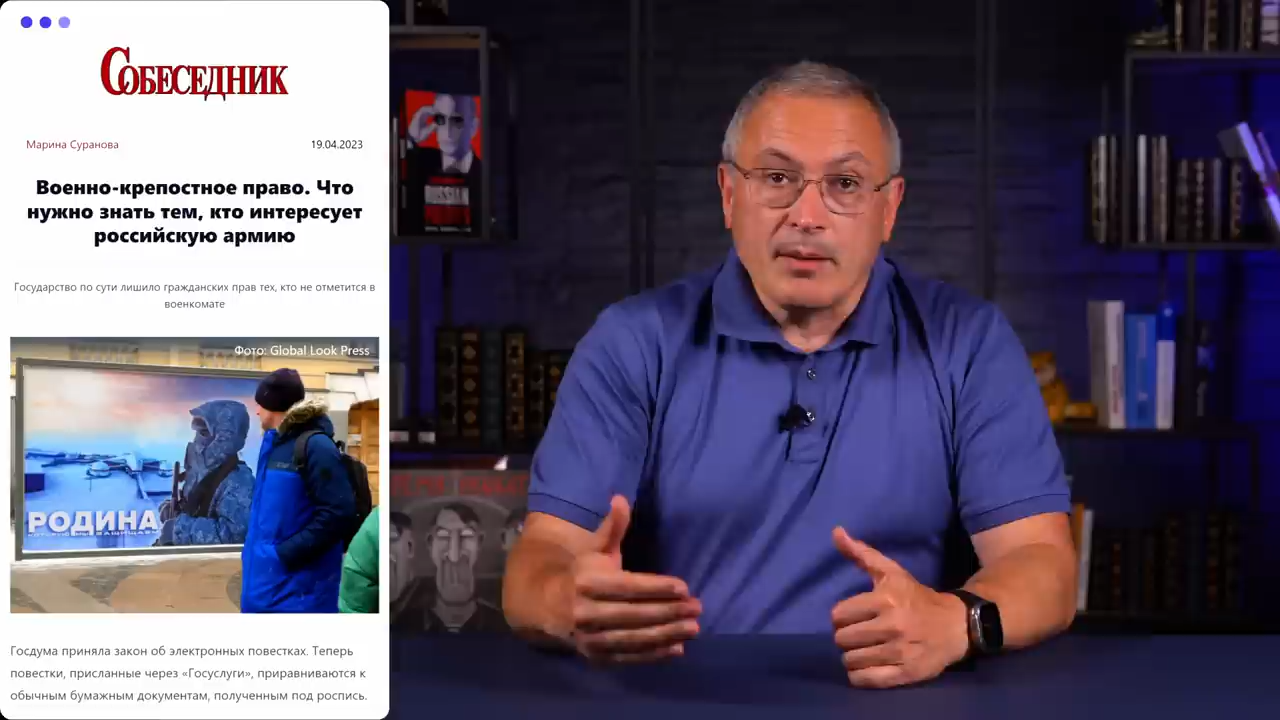 СОБЕСЕДНИК
Марина Суранова
19.04.2023
Военно-крепостное право. Что
нужно знать тем, кто интересует
российскую армию
Государство по сути лишило гражданских прав тех, кто не отметится в
военкомате
Фото: Global Look Press
РОДИНА
Госдума приняла закон об электронных повестках. Теперь
повестки, присланные через «Госуслуги», приравниваются к
обычным бумажным документам, полученным под роспись.
RUSSIAN